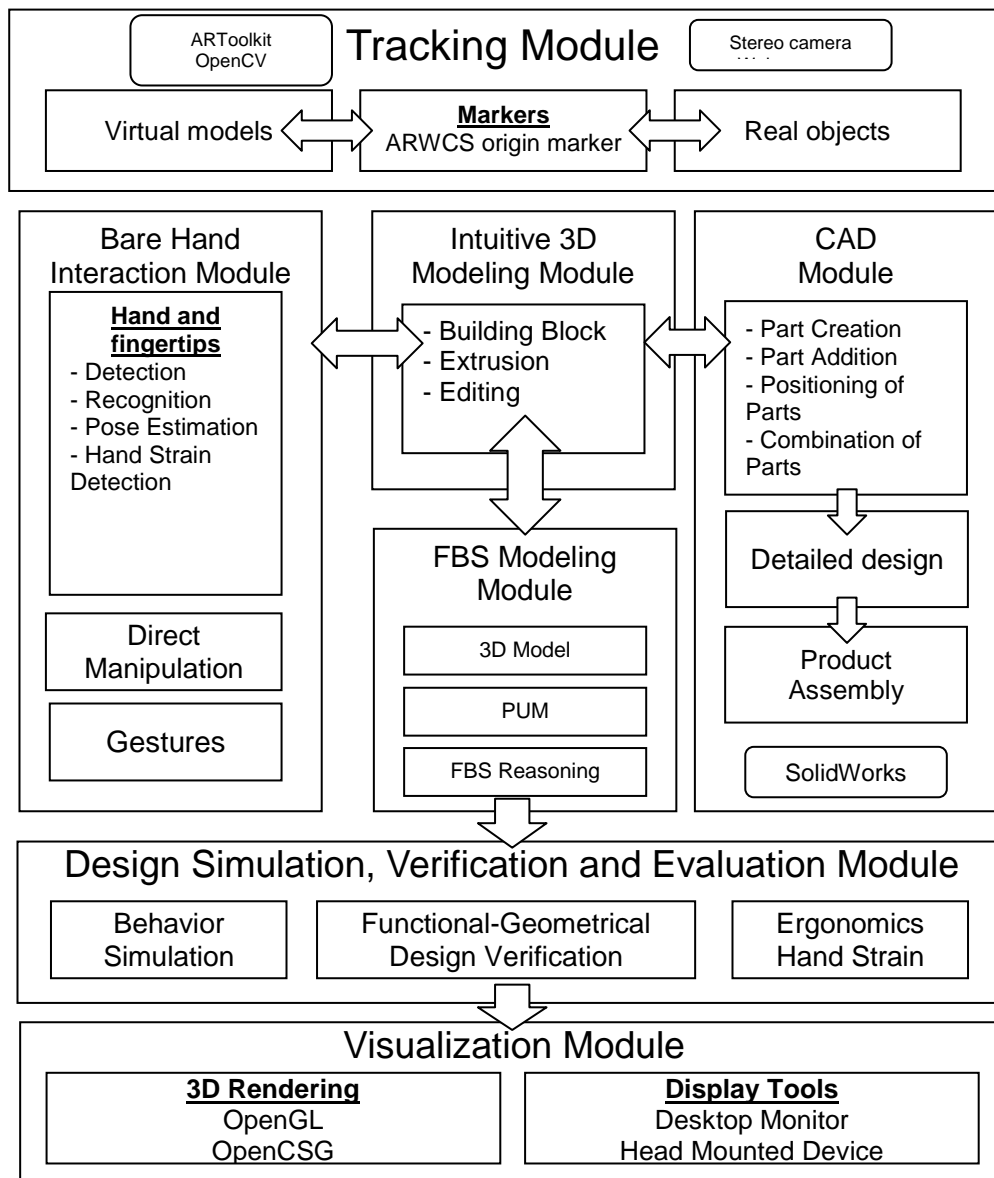 ARToolkit
OpenCV
Tracking Module
Stereo camera
Virtual models
Markers
ARWCS origin marker
Real objects
Bare Hand
Interaction Module
Hand and
fingertips
- Detection
- Recognition
- Pose Estimation
- Hand Strain
Detection
Direct
Manipulation
Gestures
Intuitive 3D
Modeling Module
- Building Block
- Extrusion
- Editing
FBS Modeling
Module
3D Model
PUM
FBS Reasoning
CAD
Module
- Part Creation
- Part Addition
- Positioning of
Parts
- Combination of
Parts
Detailed design
Product
Assembly
SolidWorks
Design Simulation, Verification and Evaluation Module
Behavior
Simulation
Functional-Geometrical
Design Verification
Ergonomics
Hand Strain
Visualization Module
3D Rendering
OpenGL
OpenCSG
Display Tools
Desktop Monitor
Head Mounted Device